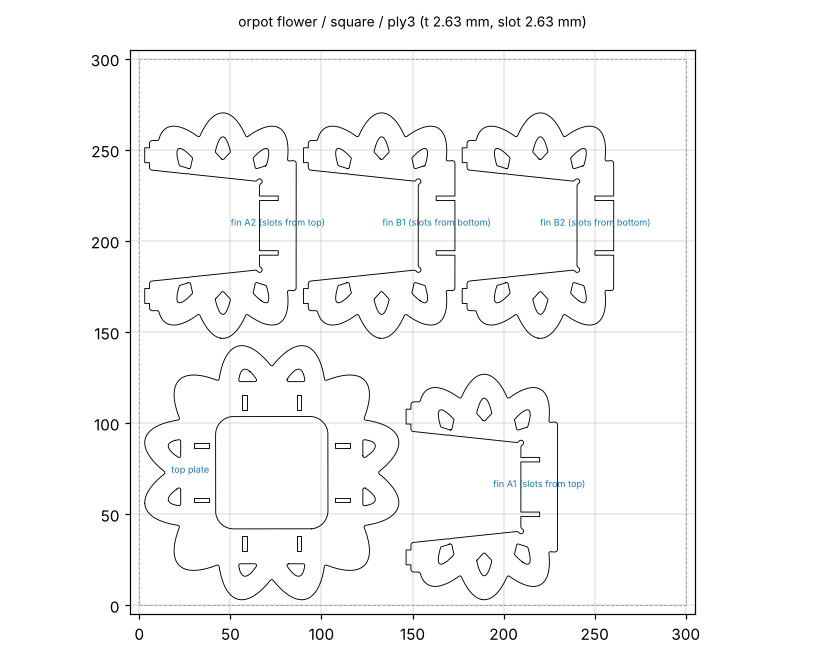 orpot flower / square / ply3 (t 2.63 mm, slot 2.63 mm)
300
250
fin A2 (slots from top)
fin B1 (slots from bottom)
fin B2 (slots from bottom)
200
150
100
top plate
fin A1 (slots from top)
50
0
0 50 100 150 200 250 300